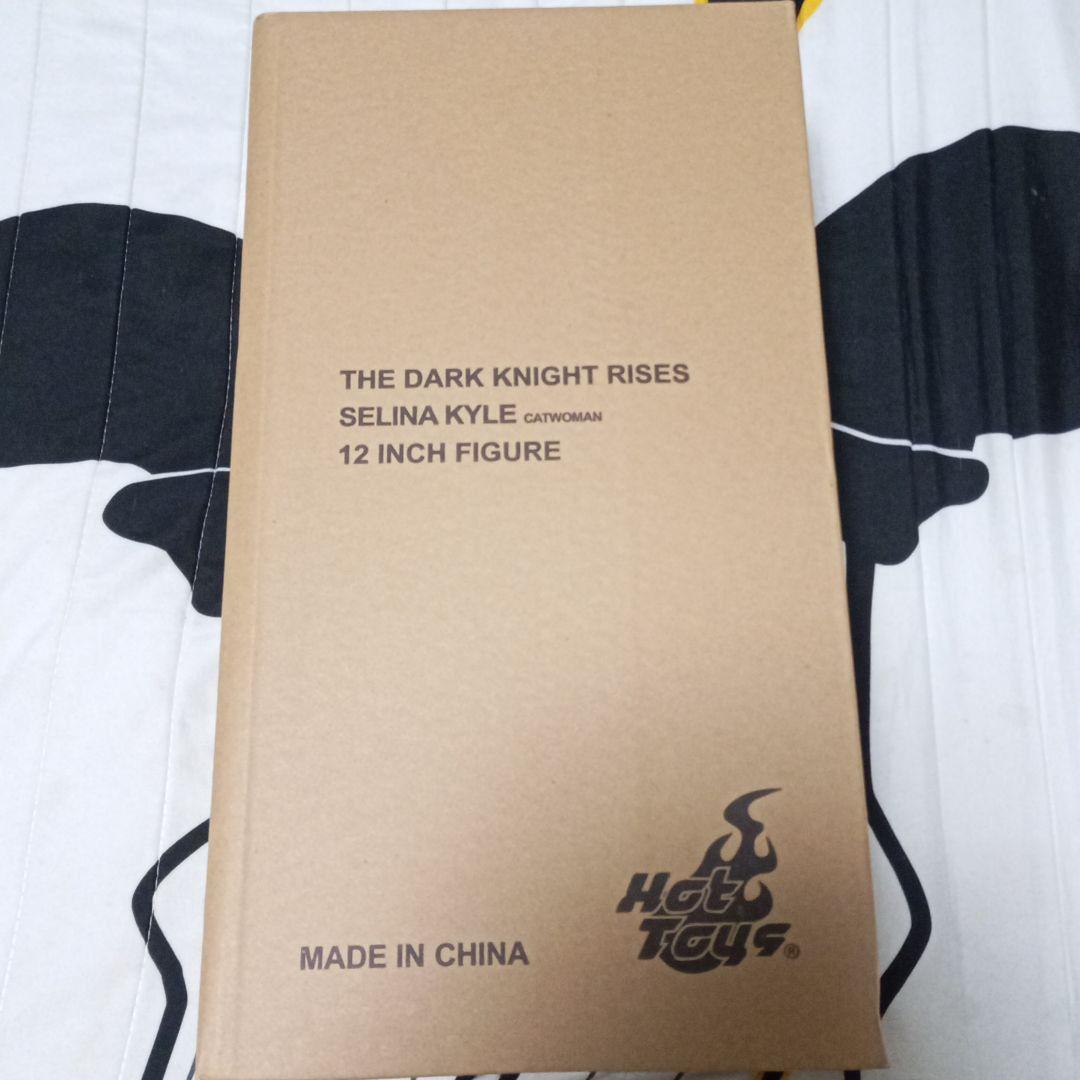 THE DARK KNIGHT RISES
SELINA KYLE CATWOMAN
12 INCH FIGURE
Hot
Toys®
MADE IN CHINA